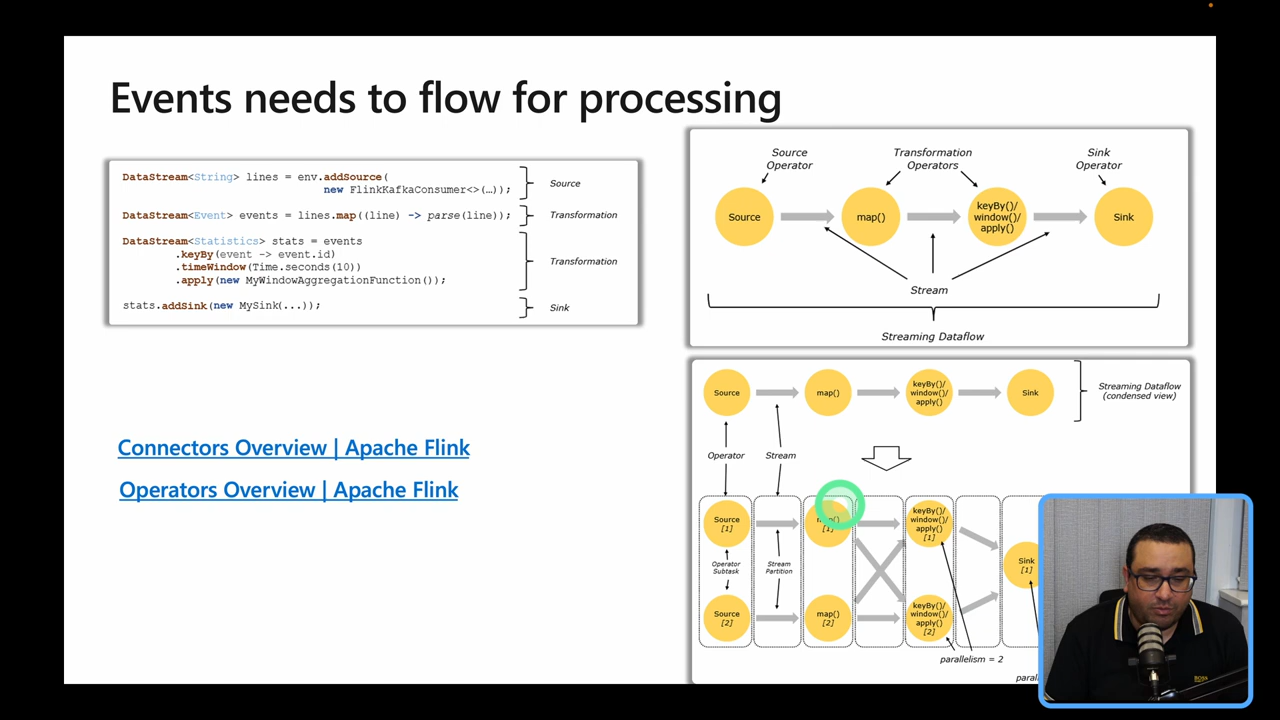 Events needs to flow for processing
DataStream<String> lines = env.addSource(
new FlinkKafkaConsumer<>(…));
Source
DataStream<Event> events = lines.map((line) -> parse(line));
Transformation
DataStream<Statistics> stats = events
.keyBy(event -> event.id)
.timeWindow(Time.seconds(10))
.apply(new MyWindowAggregationFunction());
Transformation
stats.addSink(new MySink(...));
Sink
Connectors Overview | Apache Flink
Operators Overview | Apache Flink
Source
Operator
Transformation
Operators
Sink
Operator
Source
map()
keyBy()/
window()/
apply()
Sink
Stream
Streaming Dataflow
Source
map()
keyBy()/
window()/
apply()
Sink
Streaming Dataflow
(condensed view)
Operator
Stream
Source
[1]
map()
[1]
keyBy()/
window()/
apply()
[1]
Sink
[1]
Operator
Subtask
Stream
Partition
Source
[2]
map()
[2]
keyBy()/
window()/
apply()
[2]
parallelism = 2